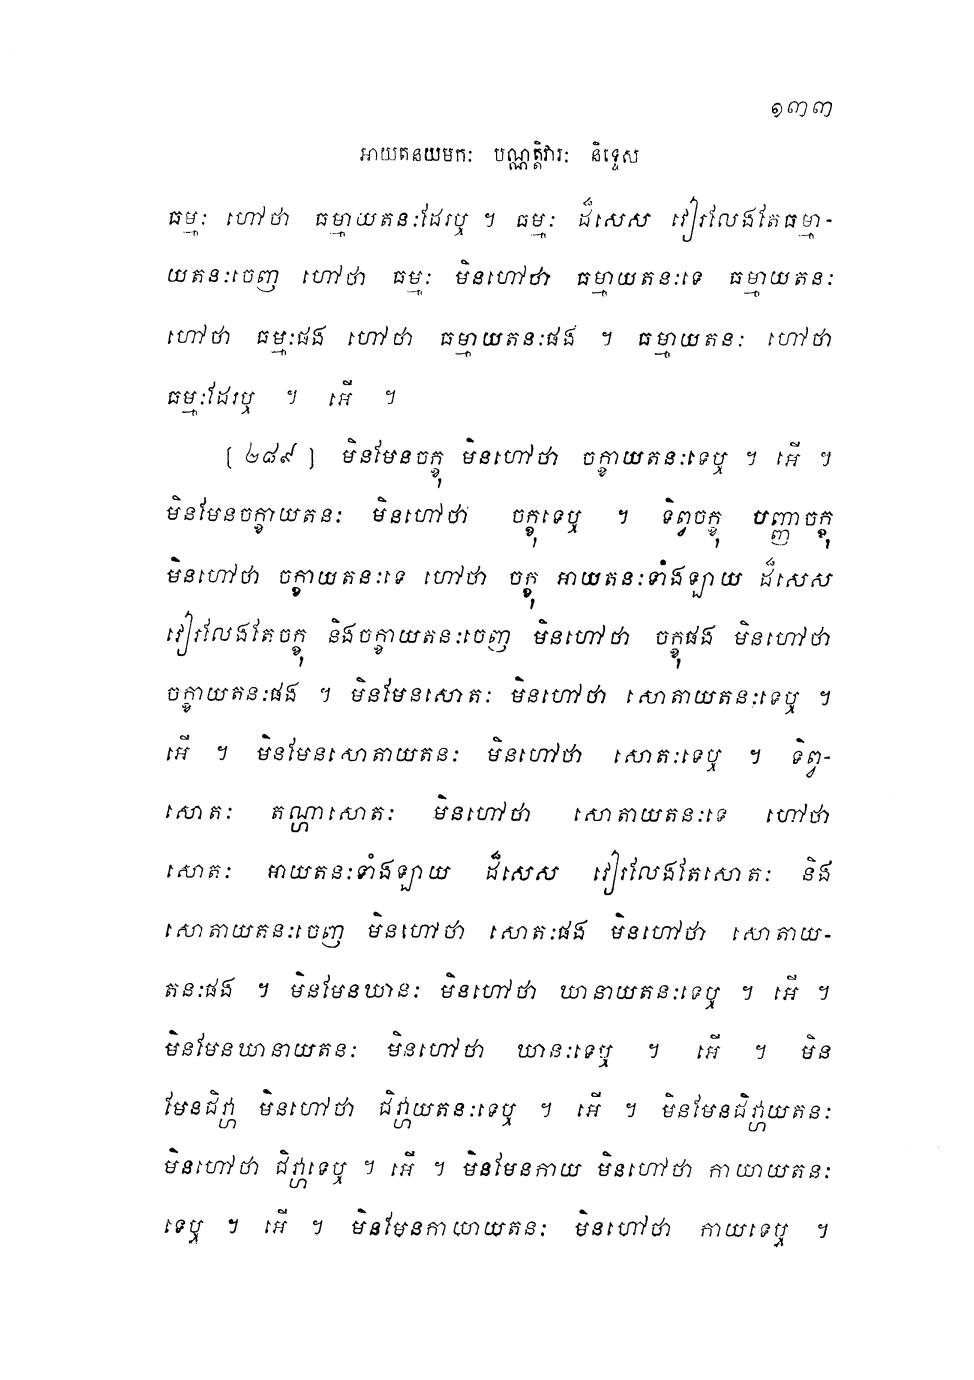 ១៣៣
អាយតនយមកៈ បណ្ណត្តិវារៈ និទ្ទេស
ធម្មៈ ហៅថា ធម្មាយតនៈដែរឬ ។ ធម្មៈ ដ៏សេស វៀរលែងតែធម្មា-
យតនៈចេញ ហៅថា ធម្មៈ មិនហៅថា ធម្មាយតនៈទេ ធម្មាយតនៈ
ហៅថា ធម្មៈផង ហៅថា ធម្មាយតនៈផង ។ ធម្មាយតនៈ ហៅថា
ធម្មៈដែរឬ ។ អើ ។
[ ២៨៩ ] មិនមែនចក្ខុ មិនហៅថា ចក្ខាយតនៈទេឬ ។ អើ ។
មិនមែនចក្ខាយតនៈ មិនហៅថា ចក្ខុទេឬ ។ ទិព្វចក្ខុ បញ្ញាចក្ខុ
មិនហៅថា ចក្ខាយតនៈទេ ហៅថា ចក្ខុ អាយតនៈទាំងឡាយ ដ៏សេស
វៀរលែងតែចក្ខុ និងចក្ខាយតនៈចេញ មិនហៅថា ចក្ខុផង មិនហៅថា
ចក្ខាយតនៈផង ។ មិនមែនសោតៈ មិនហៅថា សោតាយតនៈទេឬ ។
អើ ។ មិនមែនសោតាយតនៈ មិនហៅថា សោតៈទេឬ ។ ទិព្វ-
សោតៈ តណ្ហាសោតៈ មិនហៅថា សោតាយតនៈទេ ហៅថា
សោតៈ អាយតនៈទាំងឡាយ ដ៏សេស វៀរលែងតែសោតៈ និង
សោតាយតនៈចេញ មិនហៅថា សោតៈផង មិនហៅថា សោតាយ-
តនៈផង ។ មិនមែនឃានៈ មិនហៅថា ឃានាយតនៈទេឬ ។ អើ ។
មិនមែនឃានាយតនៈ មិនហៅថា ឃានៈទេឬ ។ អើ ។ មិន
មែនជិវ្ហា មិនហៅថា ជិវ្ហាយតនៈទេឬ ។ អើ ។ មិនមែនជិវ្ហាយតនៈ
មិនហៅថា ជិវ្ហាទេឬ ។ អើ ។ មិនមែនកាយ មិនហៅថា កាយាយតនៈ
ទេឬ ។ អើ ។ មិនមែនកាយាយតនៈ មិនហៅថា កាយទេឬ ។